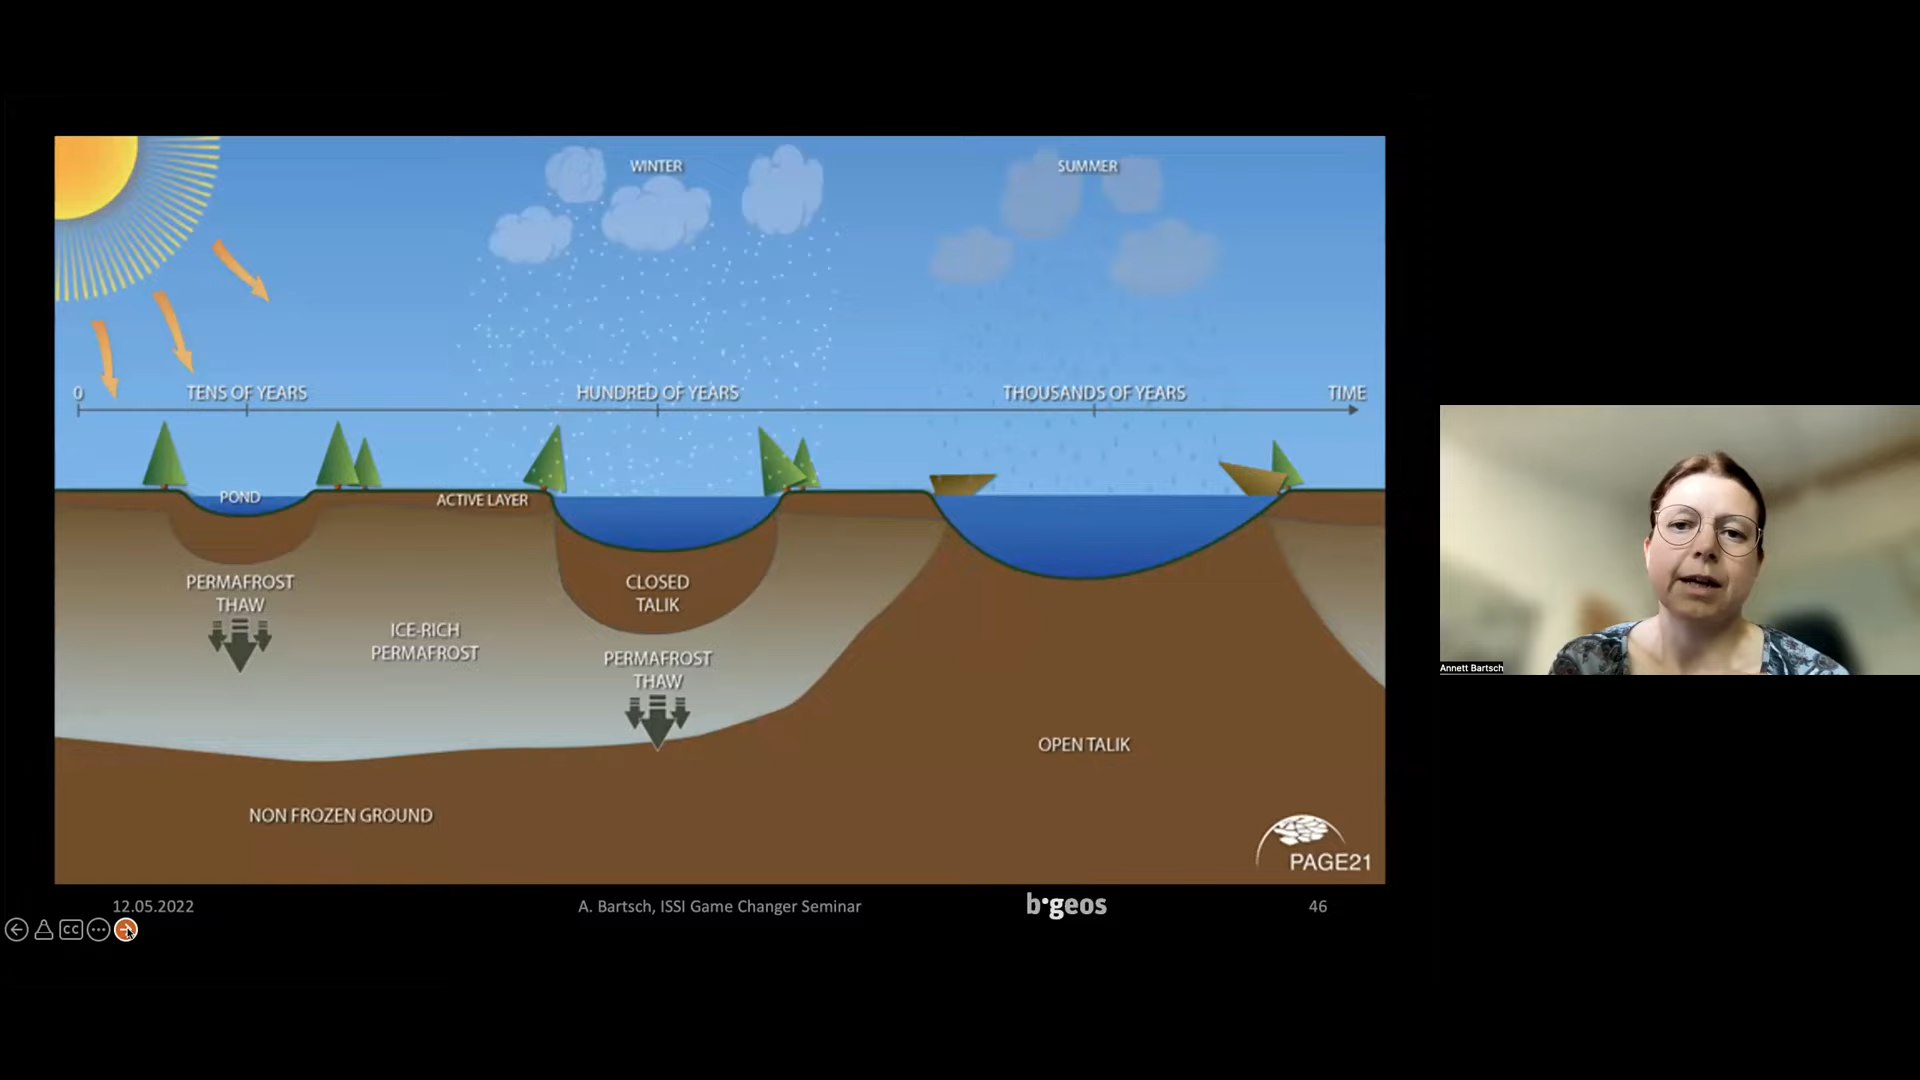 WINTER
SUMMER
0
TENS OF YEARS
HUNDRED OF YEARS
THOUSANDS OF YEARS
TIME
POND
ACTIVE LAYER
PERMAFROST
THAW
CLOSED
TALIK
ICE-RICH
PERMAFROST
PERMAFROST
THAW
OPEN TALIK
NON FROZEN GROUND
PAGE21
Annett Bartsch
12.05.2022
A. Bartsch, ISSI Game Changer Seminar
b·geos
46
CC